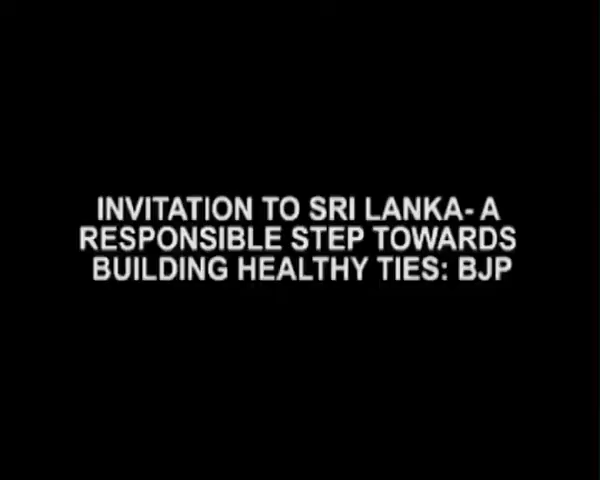 INVITATION TO SRI LANKA- A
RESPONSIBLE STEP TOWARDS
BUILDING HEALTHY TIES: BJP